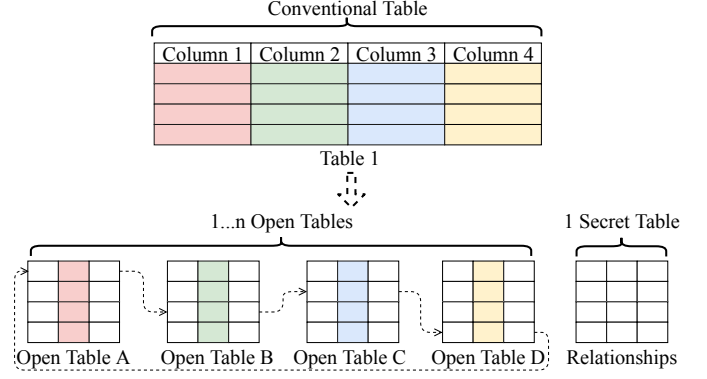 Conventional Table
Column 1 Column 2 Column 3 Column 4
Table 1
1...n Open Tables 1 Secret Table
Open Table A Open Table B Open Table C Open Table D Relationships